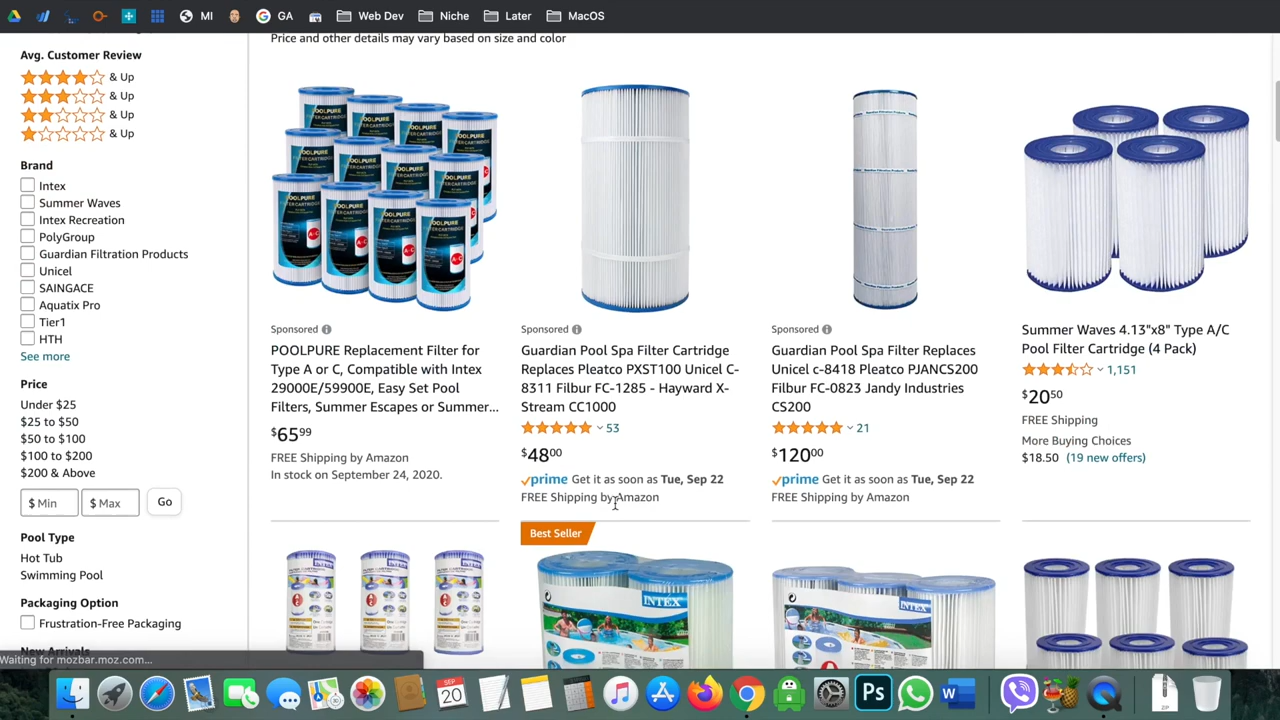 MI
GA
Web Dev
Niche
Later
MacOS
Price and other details may vary based on size and color
Avg. Customer Review
& Up
& Up
& Up
& Up
Brand
Intex
Summer Waves
Intex Recreation
PolyGroup
Guardian Filtration Products
Unicel
SAINGACE
Aquatix Pro
Tier1
HTH
See more
Price
Under $25
$25 to $50
$50 to $100
$100 to $200
$200 & Above
$ Min
$ Max
Go
Pool Type
Hot Tub
Swimming Pool
Packaging Option
Frustration-Free Packaging
New Arrivals
Waiting for mozbar.moz.com...
Sponsored
POOLPURE Replacement Filter for
Type A or C, Compatible with Intex
29000E/59900E, Easy Set Pool
Filters, Summer Escapes or Summer...
$65.99
FREE Shipping by Amazon
In stock on September 24, 2020.
Sponsored
Guardian Pool Spa Filter Cartridge
Replaces Pleatco PXST100 Unicel C-
8311 Filbur FC-1285 - Hayward X-
Stream CC1000
53
$48.00
prime Get it as soon as Tue, Sep 22
FREE Shipping by Amazon
Sponsored
Guardian Pool Spa Filter Replaces
Unicel c-8418 Pleatco PJANCS200
Filbur FC-0823 Jandy Industries
CS200
21
$120.00
prime Get it as soon as Tue, Sep 22
FREE Shipping by Amazon
Summer Waves 4.13"x8" Type A/C
Pool Filter Cartridge (4 Pack)
1,151
$20.50
FREE Shipping
More Buying Choices
$18.50 (19 new offers)
Best Seller
INTEX
INTEX
SEP
20
Ps
W
ZIP